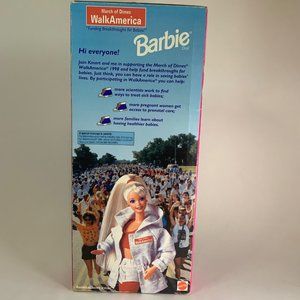 March of Dimes
WalkAmerica
"Funding Breakthroughs for Babies"
Barbie
Hi everyone!
Join Kmart and me in supporting the March of Dimes
WalkAmerica 1998 and help fund breakthroughs for
babies. Just think, you can have a role in saving babies'
lives. By participating in WalkAmerica you can help:
more scientists work to find
ways to treat sick babies;
more pregnant women get
access to prenatal care;
more families learn about
having healthier babies.